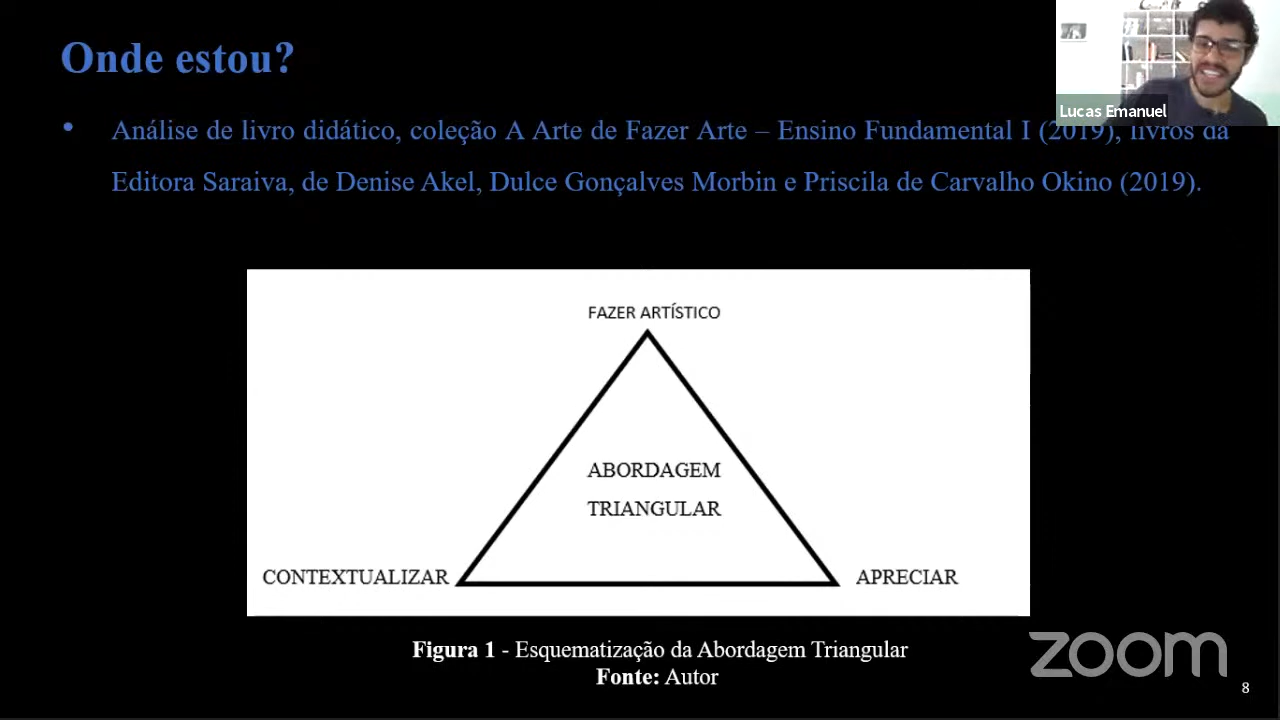 Onde estou?
Lucas Emanuel
• Análise de livro didático, coleção A Arte de Fazer Arte – Ensino Fundamental I (2019), livros da
Editora Saraiva, de Denise Akel, Dulce Gonçalves Morbin e Priscila de Carvalho Okino (2019).
FAZER ARTÍSTICO
ABORDAGEM
TRIANGULAR
CONTEXTUALIZAR
APRECIAR
Figura 1 - Esquematização da Abordagem Triangular
Fonte: Autor
zoom
8